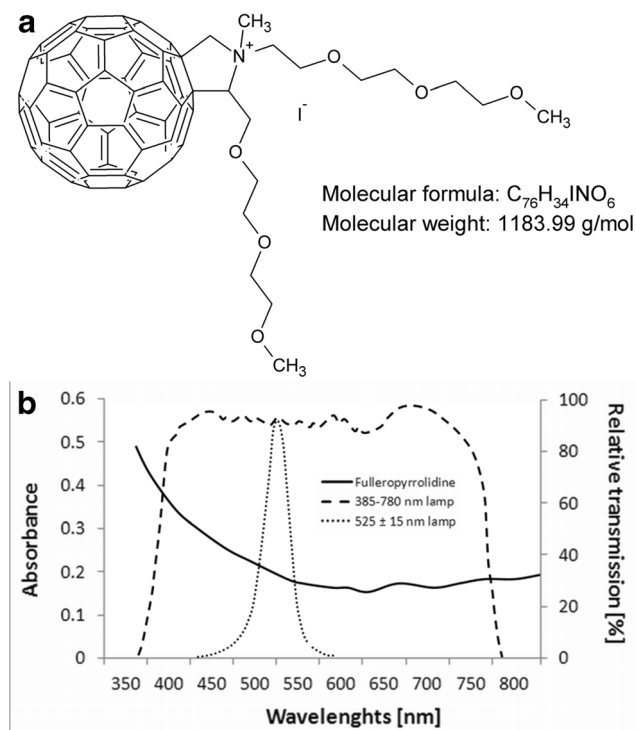 a
CH₃
N⁺
O
O
O
CH₃
I⁻
O
O
O
CH₃
Molecular formula: C₇₆H₃₄INO₆
Molecular weight: 1183.99 g/mol
b
0.6
0.5
0.4
0.3
0.2
0.1
0
Absorbance
100
80
60
40
20
0
Relative transmission [%]
Fulleropyrrolidine
385-780 nm lamp
525 ± 15 nm lamp
350 400 450 500 550 600 650 700 750 800
Wavelenghts [nm]